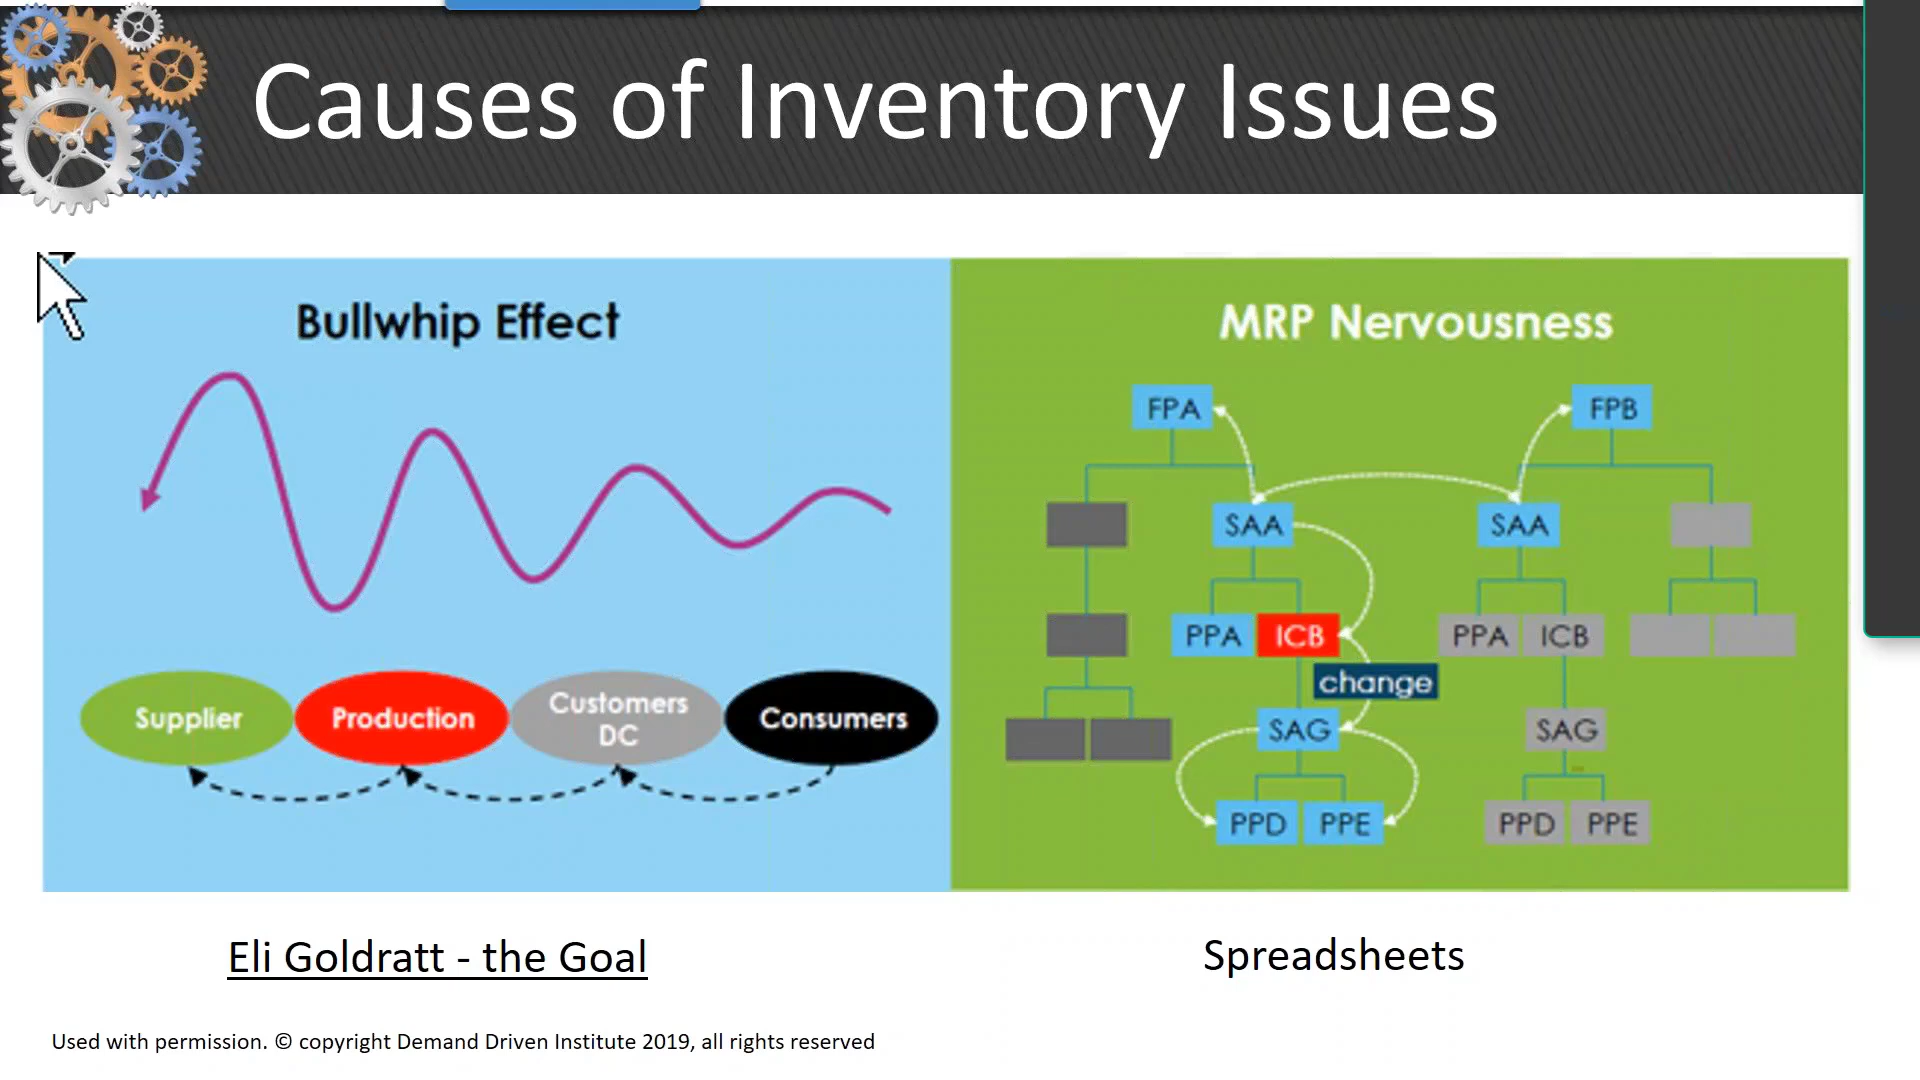 Causes of Inventory Issues
Bullwhip Effect
Supplier
Production
Customers
DC
Consumers
MRP Nervousness
FPA FPB
SAA SAA
PPA ICB PPA ICB
change
SAG SAG
PPD PPE PPD PPE
Eli Goldratt - the Goal
Spreadsheets
Used with permission. © copyright Demand Driven Institute 2019, all rights reserved